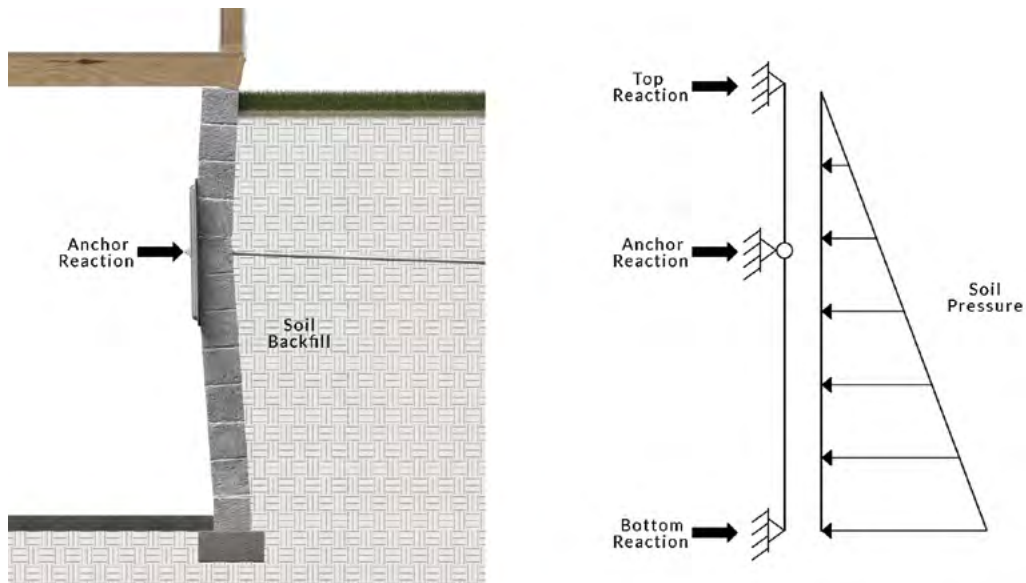 Anchor
Reaction
Soil
Backfill
Top
Reaction
Anchor
Reaction
Soil
Pressure
Bottom
Reaction